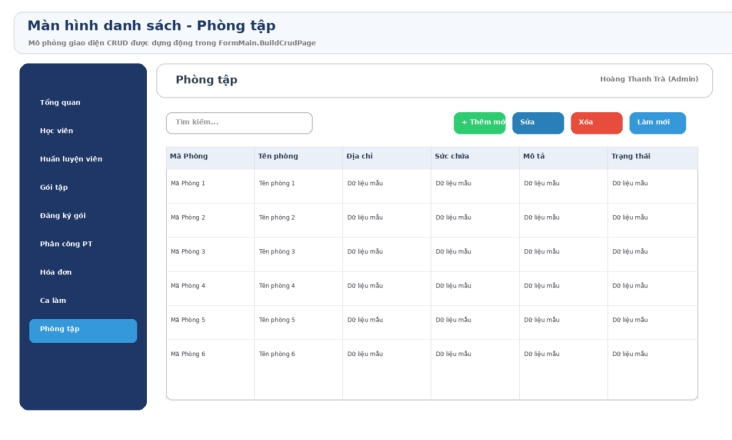 Màn hình danh sách - Phòng tập
Mô phỏng giao diện CRUD được dựng động trong FormMain.BuildCrudPage
Tổng quan
Học viên
Huấn luyện viên
Gói tập
Đăng ký gói
Phân công PT
Hóa đơn
Ca làm
Phòng tập
Phòng tập
Hoàng Thanh Trà (Admin)
Tìm kiếm...
+ Thêm mớ
Sửa
Xóa
Làm mới
Mã Phòng Tên phòng Địa chỉ Sức chứa Mô tả Trạng thái
Mã Phòng 1 Tên phòng 1 Dữ liệu mẫu Dữ liệu mẫu Dữ liệu mẫu Dữ liệu mẫu
Mã Phòng 2 Tên phòng 2 Dữ liệu mẫu Dữ liệu mẫu Dữ liệu mẫu Dữ liệu mẫu
Mã Phòng 3 Tên phòng 3 Dữ liệu mẫu Dữ liệu mẫu Dữ liệu mẫu Dữ liệu mẫu
Mã Phòng 4 Tên phòng 4 Dữ liệu mẫu Dữ liệu mẫu Dữ liệu mẫu Dữ liệu mẫu
Mã Phòng 5 Tên phòng 5 Dữ liệu mẫu Dữ liệu mẫu Dữ liệu mẫu Dữ liệu mẫu
Mã Phòng 6 Tên phòng 6 Dữ liệu mẫu Dữ liệu mẫu Dữ liệu mẫu Dữ liệu mẫu